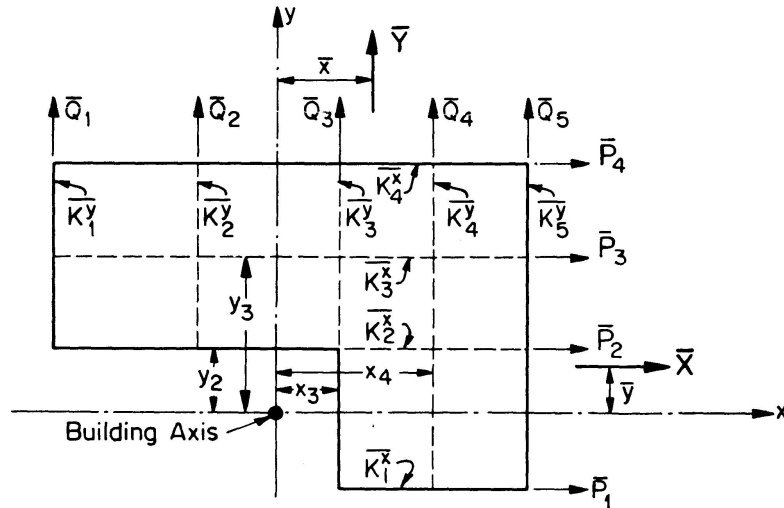 y
Y̅
x̅
Q̅₁ Q̅₂ Q̅₃ Q̅₄ Q̅₅
P̅₄
K̅₄ˣ
K̅₁ʸ K̅₂ʸ K̅₃ʸ K̅₄ʸ K̅₅ʸ
P̅₃
K̅₃ˣ
y₃
K̅₂ˣ
P̅₂
X̅
y₂
x₄
x₃
y̅
x
Building Axis
K̅₁ˣ
P̅₁